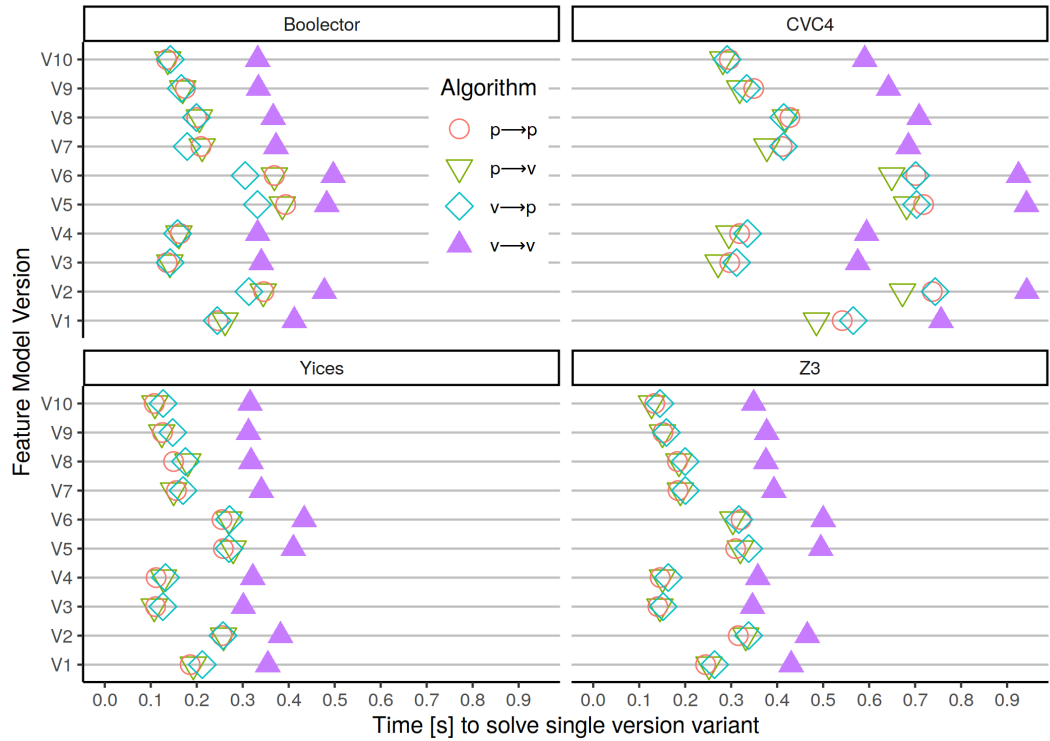 Boolector
CVC4
V10
V9
V8
V7
V6
V5
V4
V3
V2
V1
Algorithm
p→p
p→v
v→p
v→v
Feature Model Version
Yices
Z3
V10
V9
V8
V7
V6
V5
V4
V3
V2
V1
0.0 0.1 0.2 0.3 0.4 0.5 0.6 0.7 0.8 0.9
0.0 0.1 0.2 0.3 0.4 0.5 0.6 0.7 0.8 0.9
Time [s] to solve single version variant